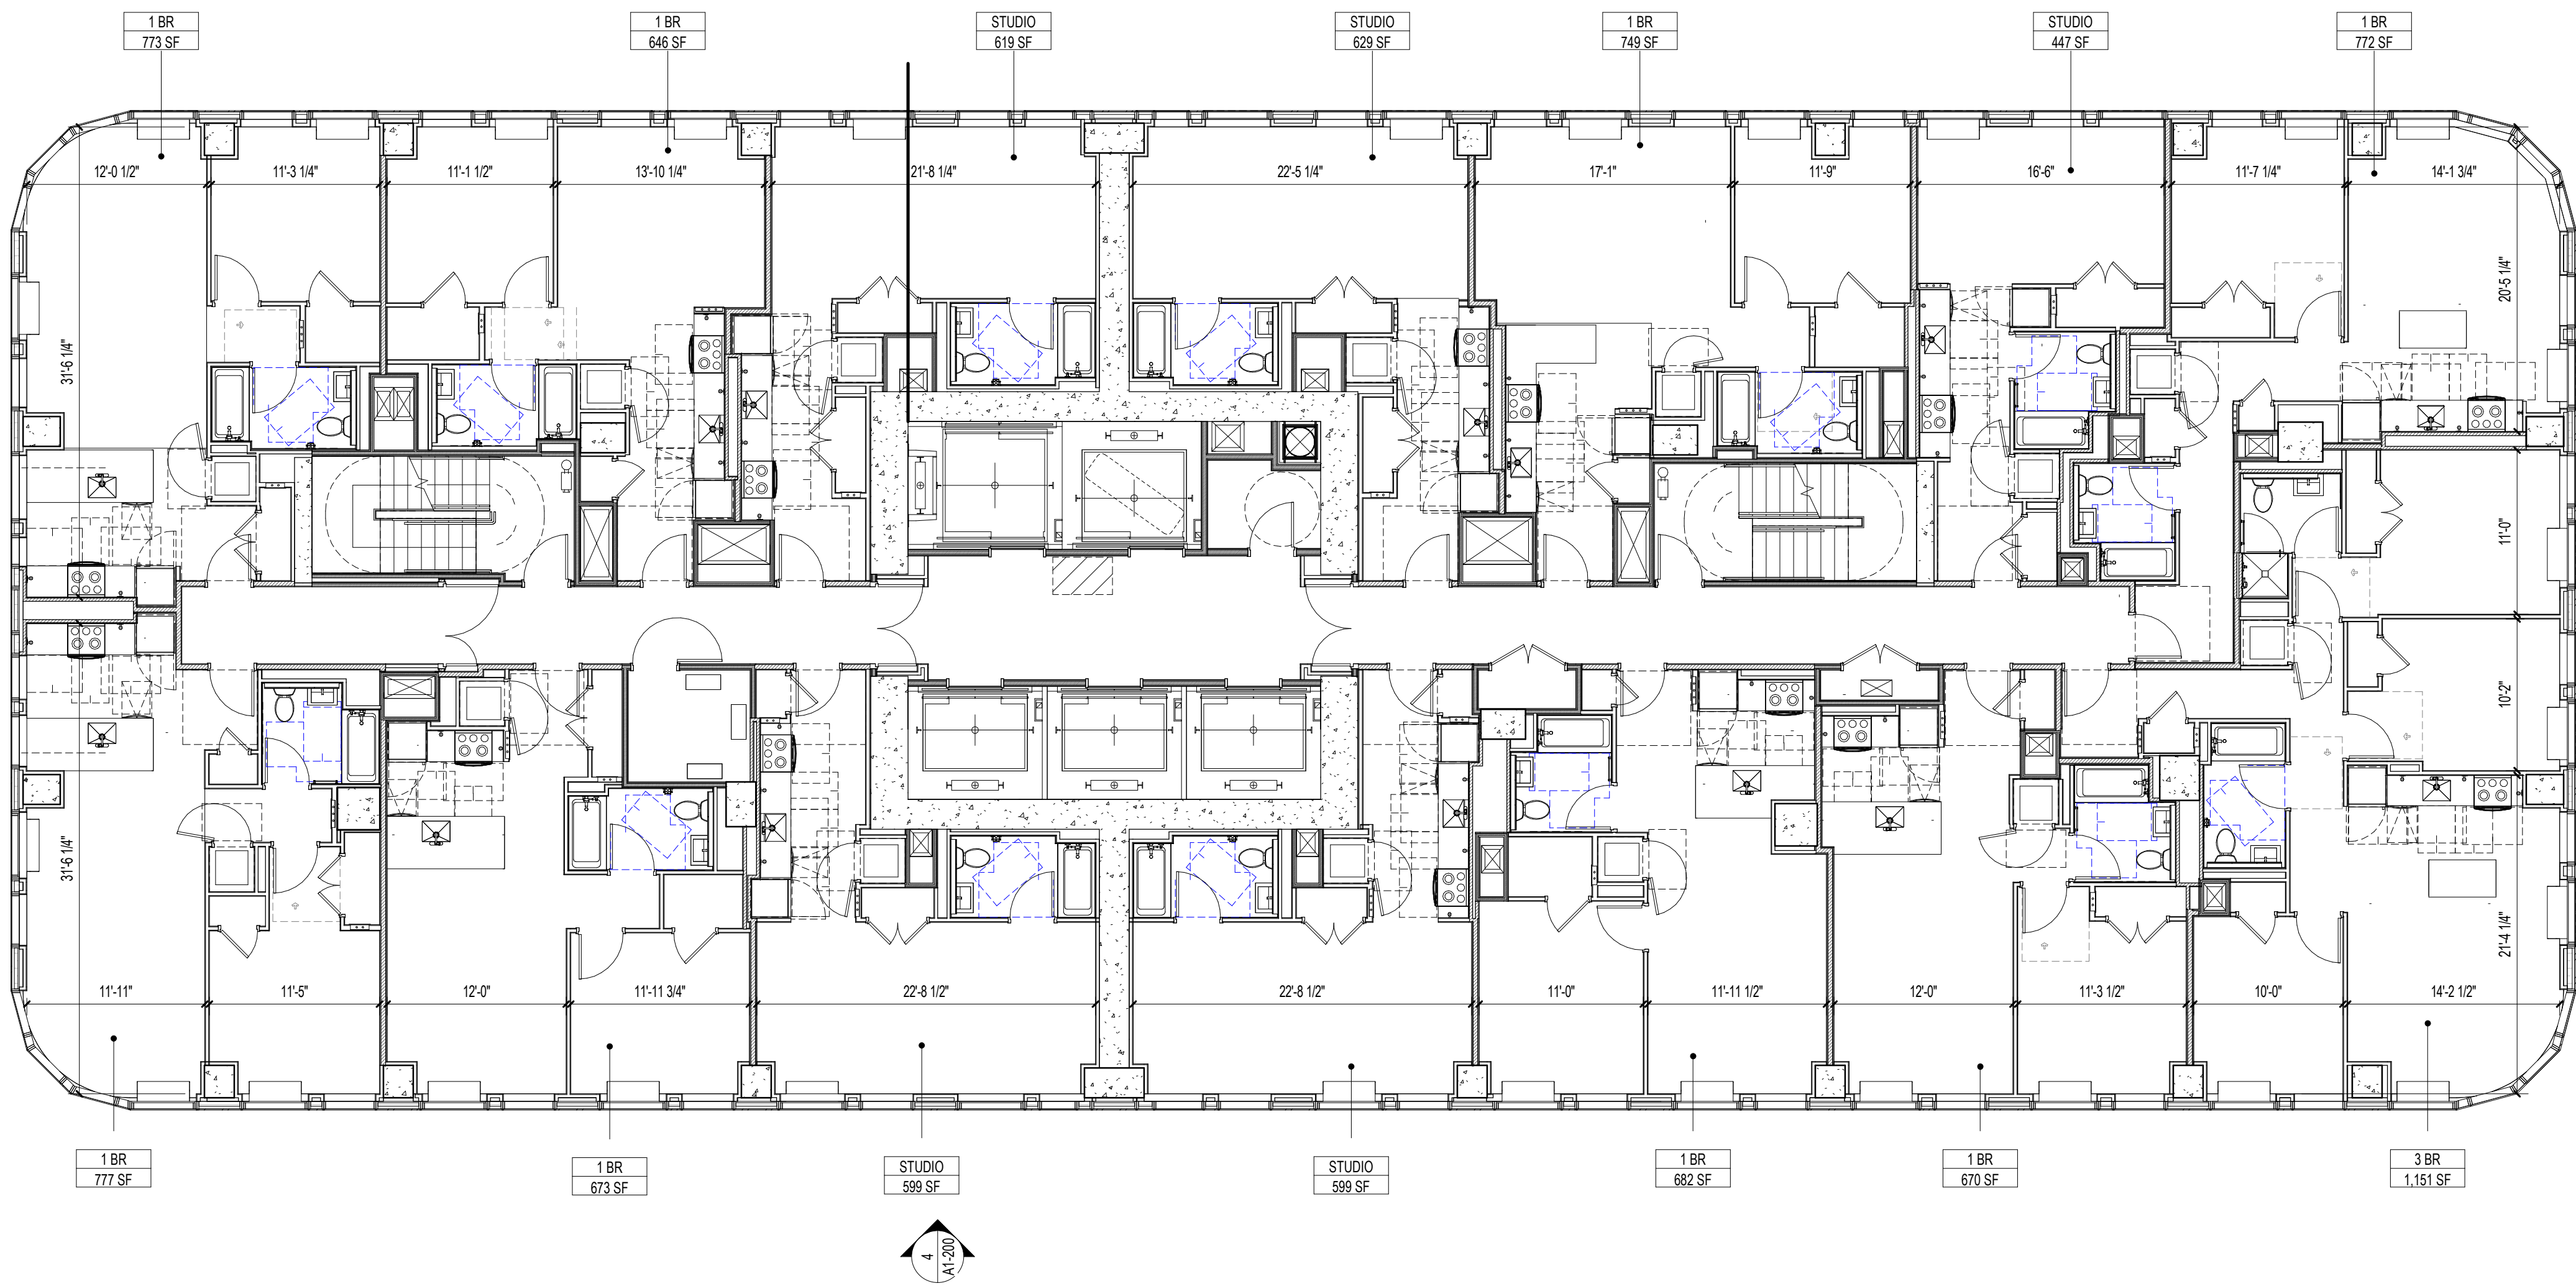 1 BR
773 SF
1 BR
646 SF
STUDIO
619 SF
STUDIO
629 SF
1 BR
749 SF
STUDIO
447 SF
1 BR
772 SF
12'-0 1/2"
11'-3 1/4"
11'-1 1/2"
13'-10 1/4"
21'-8 1/4"
22'-5 1/4"
17'-1"
11'-9"
16'-6"
11'-7 1/4"
14'-1 3/4"
31'-6 1/4"
20'-5 1/4"
11'-0"
10'-2"
31'-6 1/4"
21'-4 1/4"
11'-11"
11'-5"
12'-0"
11'-11 3/4"
22'-8 1/2"
22'-8 1/2"
11'-0"
11'-11 1/2"
12'-0"
11'-3 1/2"
10'-0"
14'-2 1/2"
1 BR
777 SF
1 BR
673 SF
STUDIO
599 SF
STUDIO
599 SF
1 BR
682 SF
1 BR
670 SF
3 BR
1,151 SF
4
A1-200